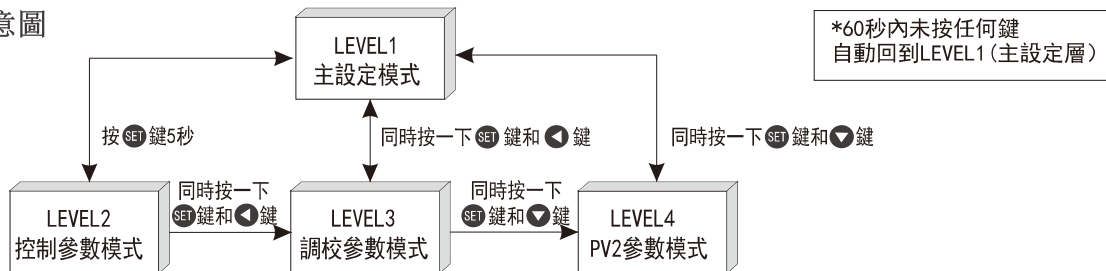 意圖
LEVEL1
主設定模式
*60秒內未按任何鍵
自動回到LEVEL1(主設定層)
按SET鍵5秒
同時按一下SET鍵和◀鍵
同時按一下SET鍵和▼鍵
LEVEL2
控制參數模式
同時按一下
SET鍵和◀鍵
LEVEL3
調校參數模式
同時按一下
SET鍵和▼鍵
LEVEL4
PV2參數模式